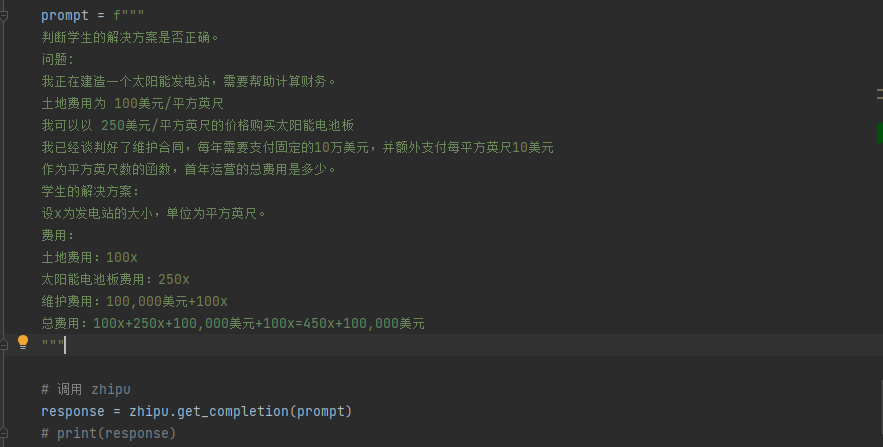 prompt = f"""
判断学生的解决方案是否正确。
问题:
我正在建造一个太阳能发电站，需要帮助计算财务。
土地费用为 100美元/平方英尺
我可以以 250美元/平方英尺的价格购买太阳能电池板
我已经谈判好了维护合同，每年需要支付固定的10万美元，并额外支付每平方英尺10美元
作为平方英尺数的函数，首年运营的总费用是多少。
学生的解决方案：
设x为发电站的大小，单位为平方英尺。
费用：
土地费用：100x
太阳能电池板费用：250x
维护费用：100,000美元+100x
总费用：100x+250x+100,000美元+100x=450x+100,000美元
"""
# 调用 zhipu
response = zhipu.get_completion(prompt)
# print(response)